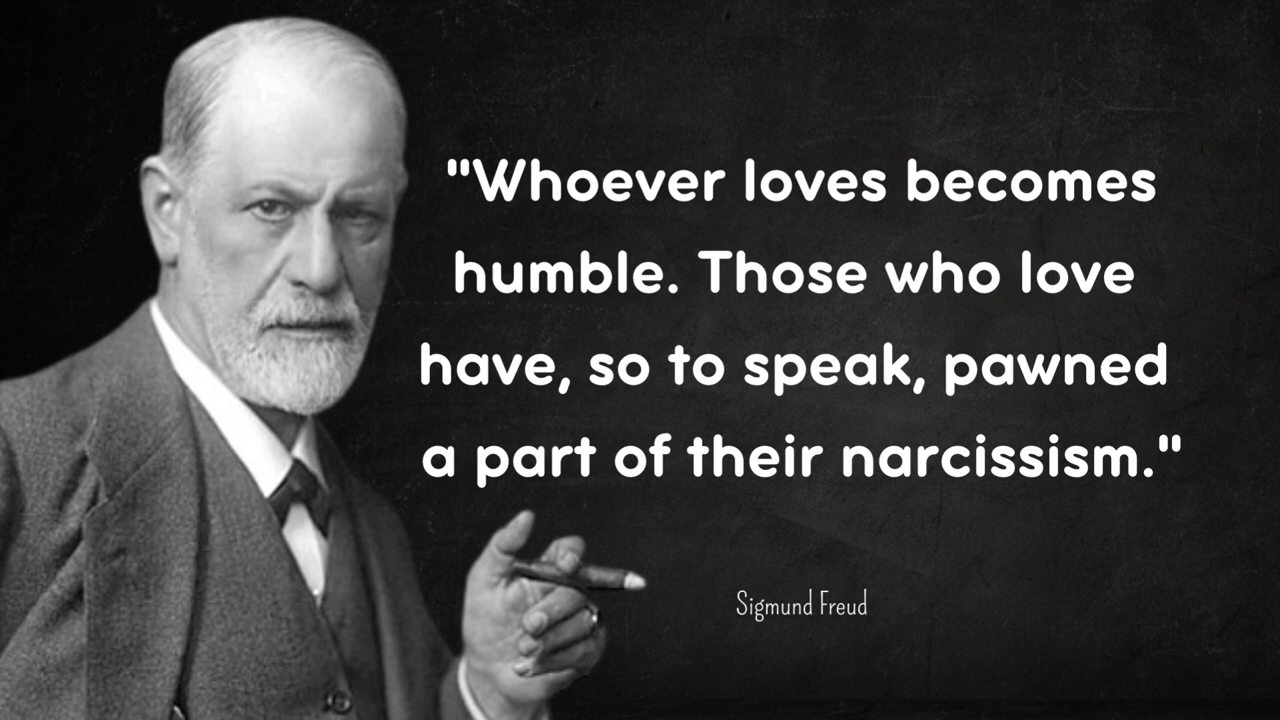 "Whoever loves becomes
humble. Those who love
have, so to speak, pawned
a part of their narcissism."
Sigmund Freud